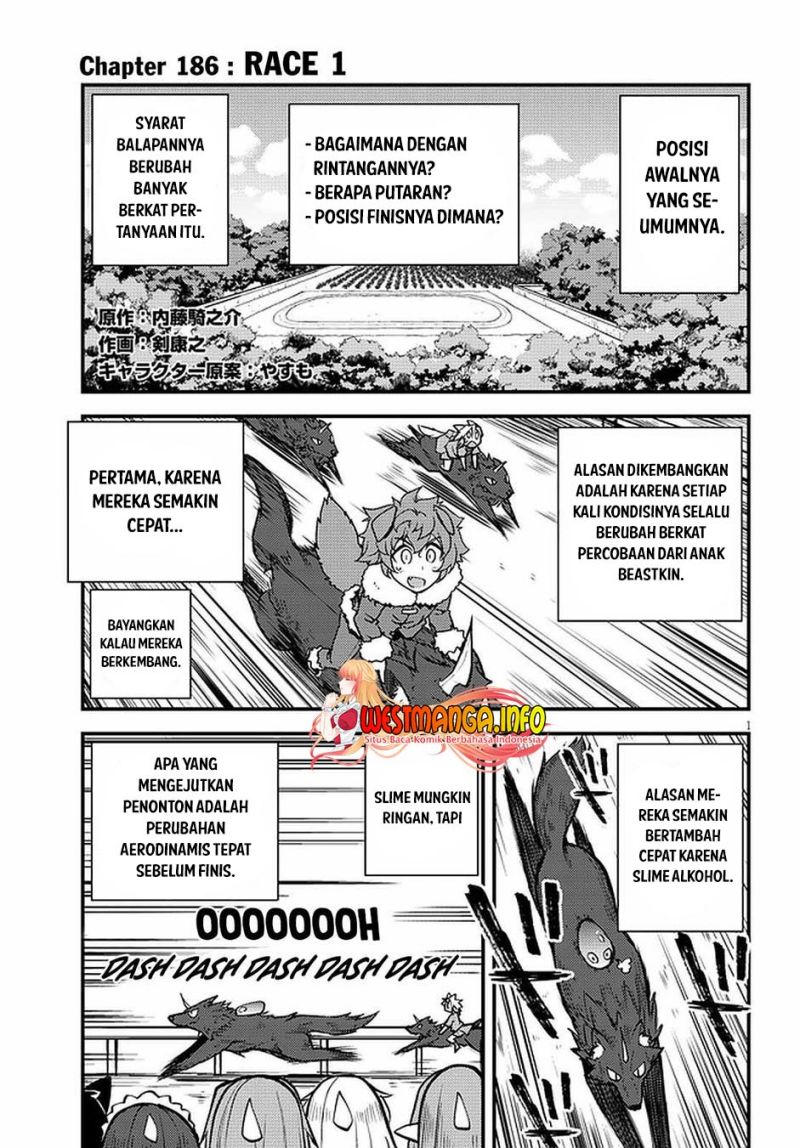 Chapter 186 : RACE 1
POSISI
AWALNYA
YANG SE-
UMUMNYA.
- BAGAIMANA DENGAN
RINTANGANNYA?
- BERAPA PUTARAN?
- POSISI FINISNYA DIMANA?
SYARAT
BALAPANNYA
BERUBAH
BANYAK
BERKAT PER-
TANYAAN ITU.
原作：内藤騎之介
作画：剣康之
キャラクター原案：やすも
ALASAN DIKEMBANGKAN
ADALAH KARENA SETIAP
KALI KONDISINYA SELALU
BERUBAH BERKAT
PERCOBAAN DARI ANAK
BEASTKIN.
PERTAMA, KARENA
MEREKA SEMAKIN
CEPAT...
BAYANGKAN
KALAU MEREKA
BERKEMBANG.
WESTMANGA.INFO
Situs Baca Komik Berbahasa Indonesia
1
ALASAN ME-
REKA SEMAKIN
BERTAMBAH
CEPAT KARENA
SLIME ALKOHOL.
SLIME MUNGKIN
RINGAN, TAPI
APA YANG
MENGEJUTKAN
PENONTON ADALAH
PERUBAHAN
AERODINAMIS TEPAT
SEBELUM FINIS.
OOOOOOOH
DASH DASH DASH DASH DASH